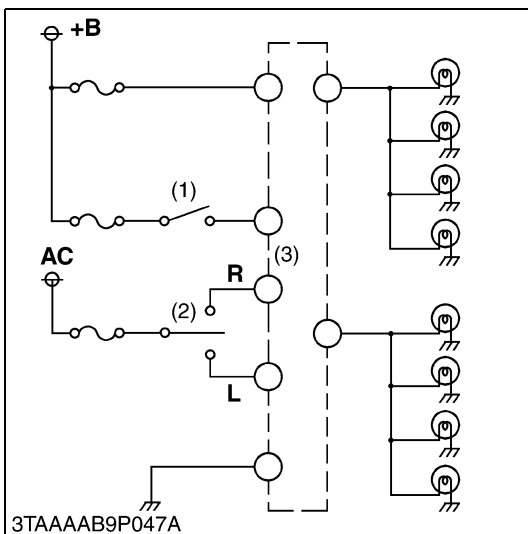 +B
(1)
(3)
AC
R
(2)
L
3TAAAAB9P047A